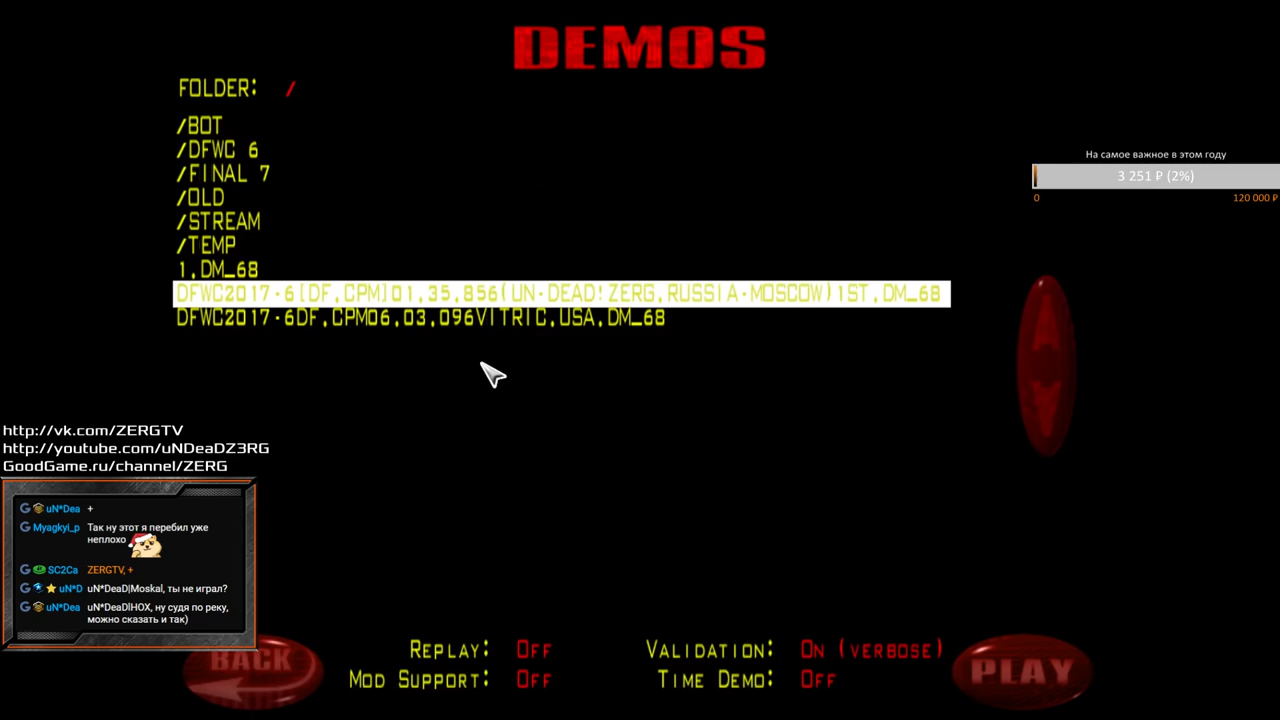 DEMOS
FOLDER: /
/BOT
/DFWC 6
/FINAL 7
/OLD
/STREAM
/TEMP
1.DM_68
DFWC2017-6[DF.CPM]01.35.856(UN-DEAD!ZERG.RUSSIA-MOSCOW)1ST.DM_68
DFWC2017-6DF.CPM06.03.096VITRIC.USA.DM_68
На самое важное в этом году
3 251 ₽ (2%)
0 120 000 ₽
http://vk.com/ZERGTV
http://youtube.com/uNDeaDZ3RG
GoodGame.ru/channel/ZERG
uN*Dea +
Myagkyi_p Так ну этот я перебил уже
неплохо
SC2Ca ZERGTV, +
uN*D uN*DeaD|Moskal, ты не играл?
uN*Dea uN*DeaD|HOX, ну судя по реку,
можно сказать и так)
BACK
REPLAY: OFF
VALIDATION: ON (VERBOSE)
MOD SUPPORT: OFF
TIME DEMO: OFF
PLAY